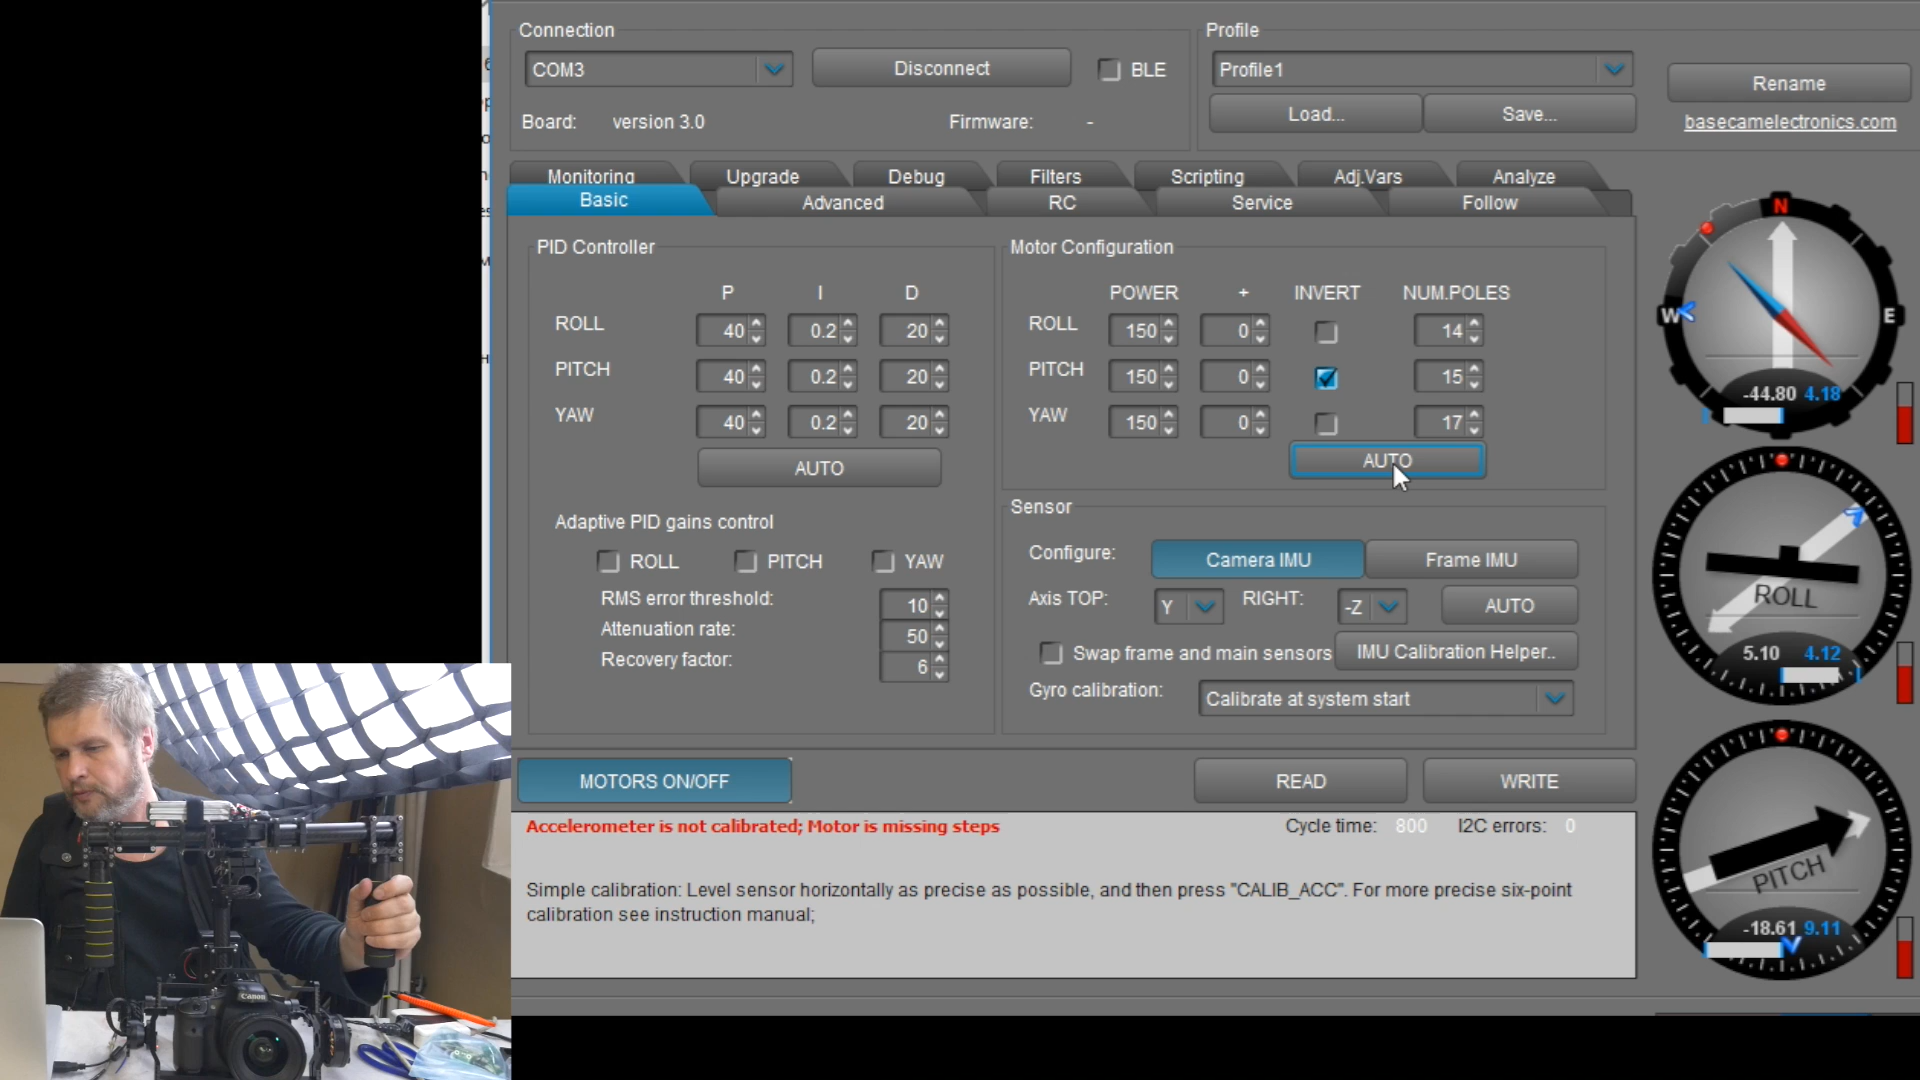 Connection
COM3
Disconnect
BLE
Board: version 3.0 Firmware: -
Profile
Profile1
Load...
Save...
Rename
basecamelectronics.com
Monitoring Upgrade Debug Filters Scripting Adj.Vars Analyze
Basic Advanced RC Service Follow
PID Controller
P I D
ROLL 40 0.2 20
PITCH 40 0.2 20
YAW 40 0.2 20
AUTO
Adaptive PID gains control
ROLL PITCH YAW
RMS error threshold: 10
Attenuation rate: 50
Recovery factor: 6
Motor Configuration
POWER + INVERT NUM.POLES
ROLL 150 0 14
PITCH 150 0 15
YAW 150 0 17
AUTO
Sensor
Configure: Camera IMU Frame IMU
Axis TOP: Y RIGHT: -Z AUTO
Swap frame and main sensors IMU Calibration Helper..
Gyro calibration: Calibrate at system start
MOTORS ON/OFF
READ
WRITE
Accelerometer is not calibrated; Motor is missing steps
Cycle time: 800 I2C errors: 0
Simple calibration: Level sensor horizontally as precise as possible, and then press "CALIB_ACC". For more precise six-point
calibration see instruction manual;
N
W E
-44.80 4.18
ROLL
5.10 4.12
PITCH
-18.61 9.11
Canon